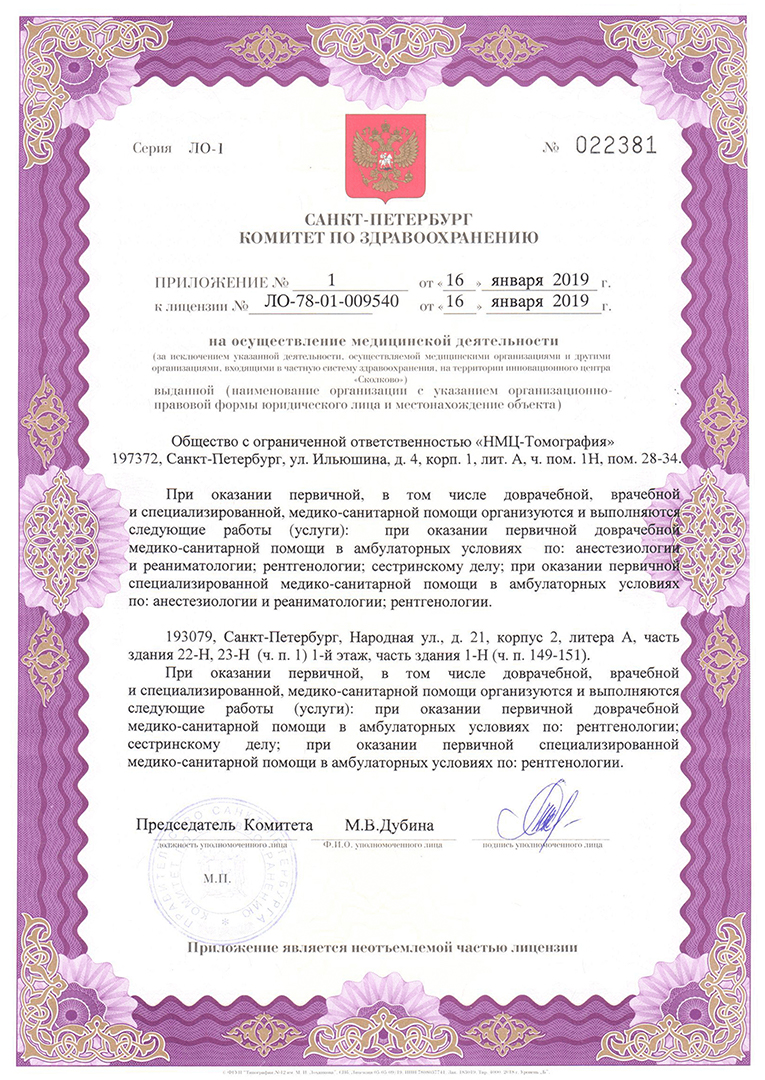 Серия ЛО-1 № 022381
САНКТ-ПЕТЕРБУРГ
КОМИТЕТ ПО ЗДРАВООХРАНЕНИЮ
ПРИЛОЖЕНИЕ № 1 от «16» января 2019 г.
к лицензии № ЛО-78-01-009540 от «16» января 2019 г.
на осуществление медицинской деятельности
(за исключением указанной деятельности, осуществляемой медицинскими организациями и другими
организациями, входящими в частную систему здравоохранения, на территории инновационного центра
«Сколково»)
выданной (наименование организации с указанием организационно-
правовой формы юридического лица и местонахождение объекта)
Общество с ограниченной ответственностью «НМЦ-Томография»
197372, Санкт-Петербург, ул. Ильюшина, д. 4, корп. 1, лит. А, ч. пом. 1Н, пом. 28-34.
При оказании первичной, в том числе доврачебной, врачебной
и специализированной, медико-санитарной помощи организуются и выполняются
следующие работы (услуги): при оказании первичной доврачебной
медико-санитарной помощи в амбулаторных условиях по: анестезиологии
и реаниматологии; рентгенологии; сестринскому делу; при оказании первичной
специализированной медико-санитарной помощи в амбулаторных условиях
по: анестезиологии и реаниматологии; рентгенологии.
193079, Санкт-Петербург, Народная ул., д. 21, корпус 2, литера А, часть
здания 22-Н, 23-Н (ч. п. 1) 1-й этаж, часть здания 1-Н (ч. п. 149-151).
При оказании первичной, в том числе доврачебной, врачебной
и специализированной, медико-санитарной помощи организуются и выполняются
следующие работы (услуги): при оказании первичной доврачебной
медико-санитарной помощи в амбулаторных условиях по: рентгенологии;
сестринскому делу; при оказании первичной специализированной
медико-санитарной помощи в амбулаторных условиях по: рентгенологии.
Председатель Комитета М.В.Дубина
должность уполномоченного лица Ф.И.О. уполномоченного лица подпись уполномоченного лица
М.П.
Приложение является неотъемлемой частью лицензии